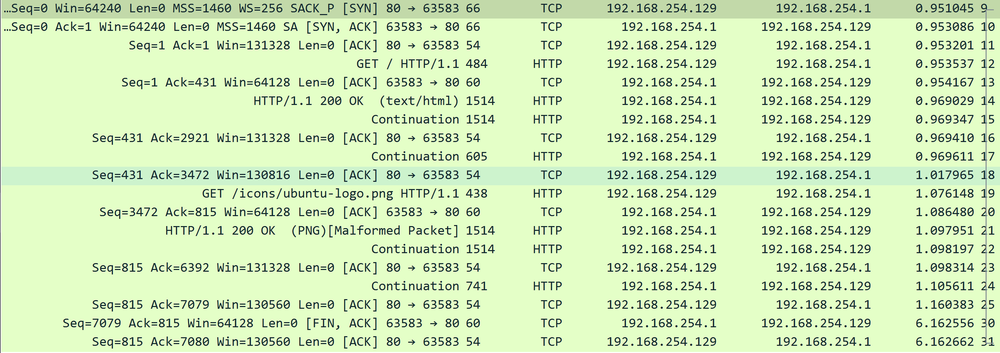 …Seq=0 Win=64240 Len=0 MSS=1460 WS=256 SACK_P [SYN] 80 → 63583 66 TCP 192.168.254.129 192.168.254.1 0.951045 9
…Seq=0 Ack=1 Win=64240 Len=0 MSS=1460 SA [SYN, ACK] 63583 → 80 66 TCP 192.168.254.1 192.168.254.129 0.953086 10
Seq=1 Ack=1 Win=131328 Len=0 [ACK] 80 → 63583 54 TCP 192.168.254.129 192.168.254.1 0.953201 11
GET / HTTP/1.1 484 HTTP 192.168.254.129 192.168.254.1 0.953537 12
Seq=1 Ack=431 Win=64128 Len=0 [ACK] 63583 → 80 60 TCP 192.168.254.1 192.168.254.129 0.954167 13
HTTP/1.1 200 OK (text/html) 1514 HTTP 192.168.254.1 192.168.254.129 0.969029 14
Continuation 1514 HTTP 192.168.254.1 192.168.254.129 0.969347 15
Seq=431 Ack=2921 Win=131328 Len=0 [ACK] 80 → 63583 54 TCP 192.168.254.129 192.168.254.1 0.969410 16
Continuation 605 HTTP 192.168.254.1 192.168.254.129 0.969611 17
Seq=431 Ack=3472 Win=130816 Len=0 [ACK] 80 → 63583 54 TCP 192.168.254.129 192.168.254.1 1.017965 18
GET /icons/ubuntu-logo.png HTTP/1.1 438 HTTP 192.168.254.129 192.168.254.1 1.076148 19
Seq=3472 Ack=815 Win=64128 Len=0 [ACK] 63583 → 80 60 TCP 192.168.254.1 192.168.254.129 1.086480 20
HTTP/1.1 200 OK (PNG)[Malformed Packet] 1514 HTTP 192.168.254.1 192.168.254.129 1.097951 21
Continuation 1514 HTTP 192.168.254.1 192.168.254.129 1.098197 22
Seq=815 Ack=6392 Win=131328 Len=0 [ACK] 80 → 63583 54 TCP 192.168.254.129 192.168.254.1 1.098314 23
Continuation 741 HTTP 192.168.254.1 192.168.254.129 1.105611 24
Seq=815 Ack=7079 Win=130560 Len=0 [ACK] 80 → 63583 54 TCP 192.168.254.129 192.168.254.1 1.160383 25
Seq=7079 Ack=815 Win=64128 Len=0 [FIN, ACK] 63583 → 80 60 TCP 192.168.254.1 192.168.254.129 6.162556 30
Seq=815 Ack=7080 Win=130560 Len=0 [ACK] 80 → 63583 54 TCP 192.168.254.129 192.168.254.1 6.162662 31